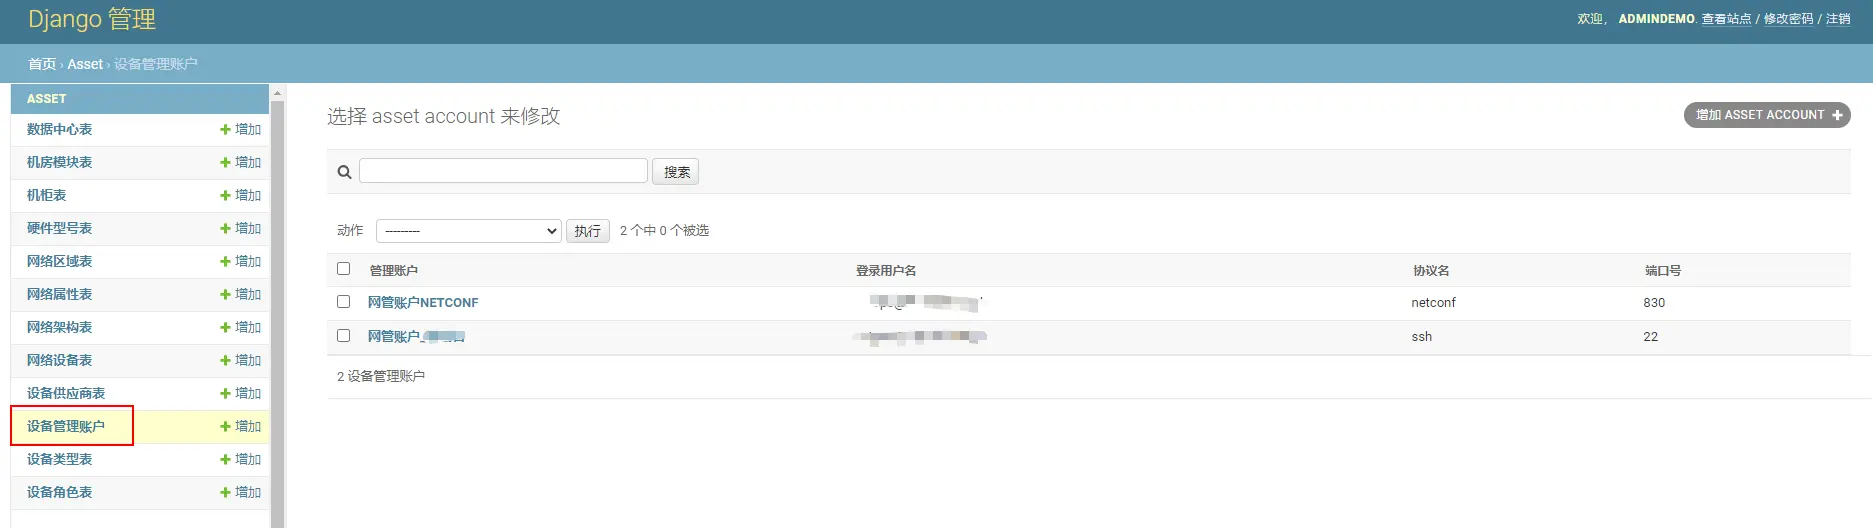 Django 管理
欢迎， ADMINDEMO. 查看站点 / 修改密码 / 注销
首页 › Asset › 设备管理账户
ASSET
数据中心表 增加
机房模块表 增加
机柜表 增加
硬件型号表 增加
网络区域表 增加
网络属性表 增加
网络架构表 增加
网络设备表 增加
设备供应商表 增加
设备管理账户 增加
设备类型表 增加
设备角色表 增加
选择 asset account 来修改
增加 ASSET ACCOUNT
搜索
动作 --------- 执行 2 个中 0 个被选
管理账户 登录用户名 协议名 端口号
网管账户NETCONF netconf 830
网管账户_ ssh 22
2 设备管理账户